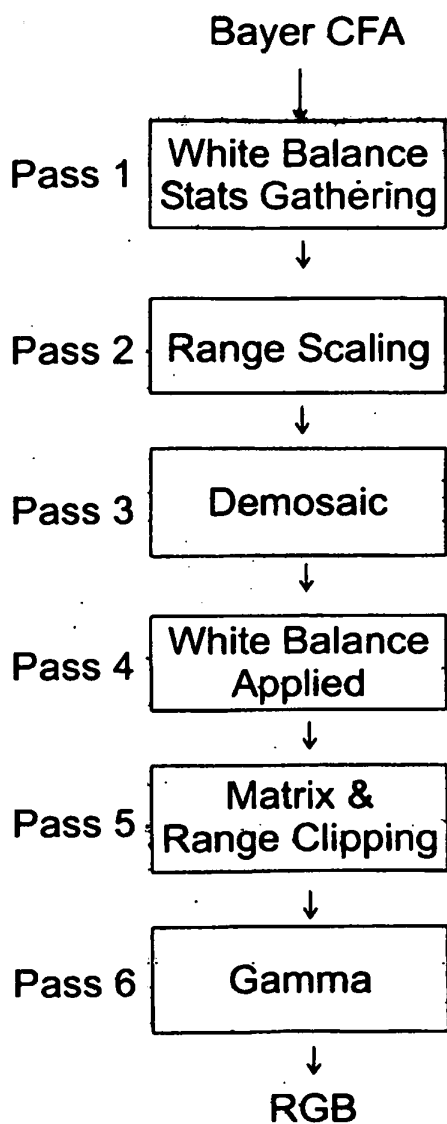 Bayer CFA
Pass 1
White Balance
Stats Gathering
Pass 2
Range Scaling
Pass 3
Demosaic
Pass 4
White Balance
Applied
Pass 5
Matrix &
Range Clipping
Pass 6
Gamma
RGB